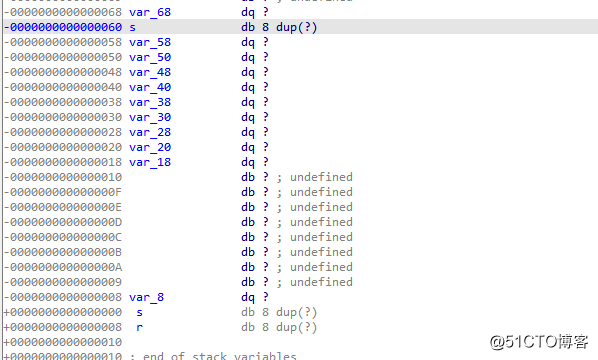 ; undefined
-0000000000000068 var_68 dq ?
-0000000000000060 s db 8 dup(?)
-0000000000000058 var_58 dq ?
-0000000000000050 var_50 dq ?
-0000000000000048 var_48 dq ?
-0000000000000040 var_40 dq ?
-0000000000000038 var_38 dq ?
-0000000000000030 var_30 dq ?
-0000000000000028 var_28 dq ?
-0000000000000020 var_20 dq ?
-0000000000000018 var_18 dq ?
-0000000000000010 db ? ; undefined
-000000000000000F db ? ; undefined
-000000000000000E db ? ; undefined
-000000000000000D db ? ; undefined
-000000000000000C db ? ; undefined
-000000000000000B db ? ; undefined
-000000000000000A db ? ; undefined
-0000000000000009 db ? ; undefined
-0000000000000008 var_8 dq ?
+0000000000000000 s db 8 dup(?)
+0000000000000008 r db 8 dup(?)
+0000000000000010
+0000000000000010 ; end of stack variables
@51CTO博客